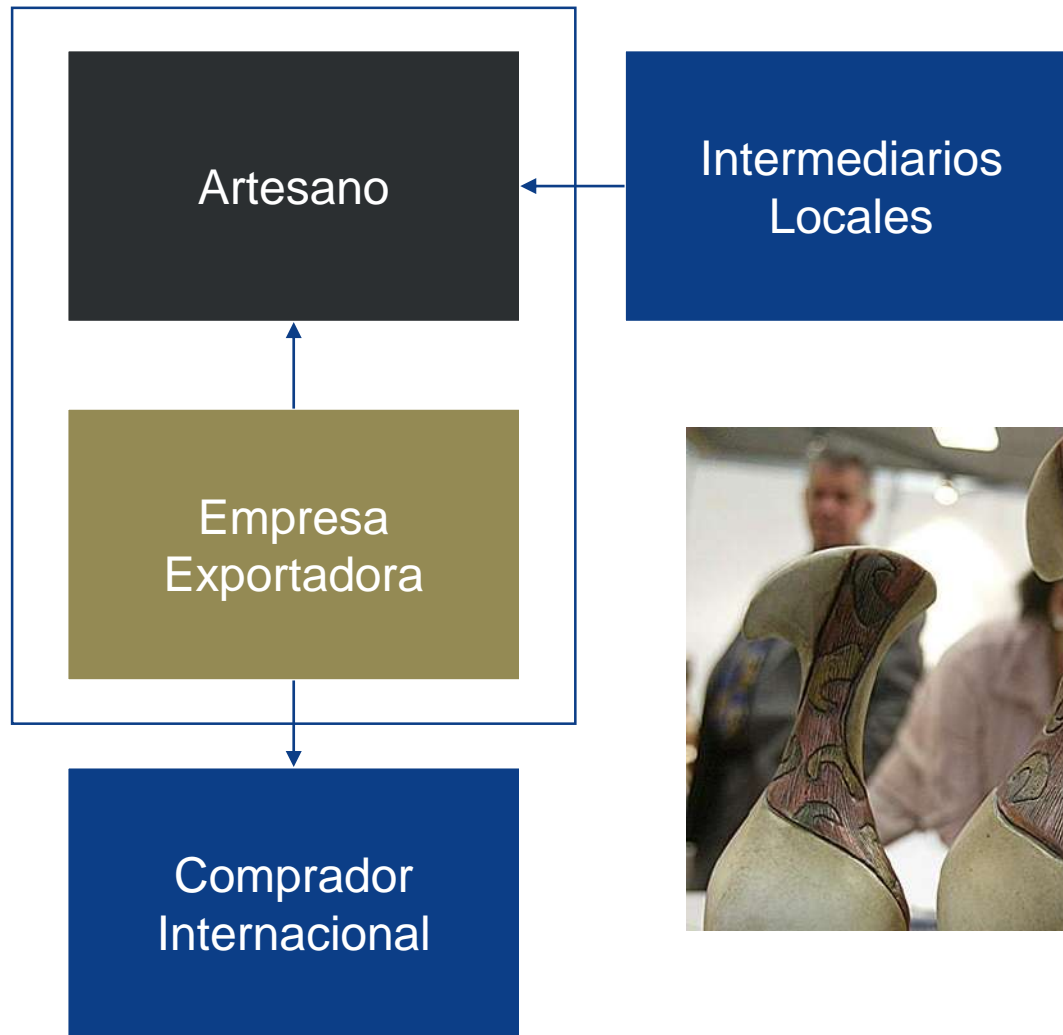 Artesano
Intermediarios
Locales
Empresa
Exportadora
Comprador
Internacional